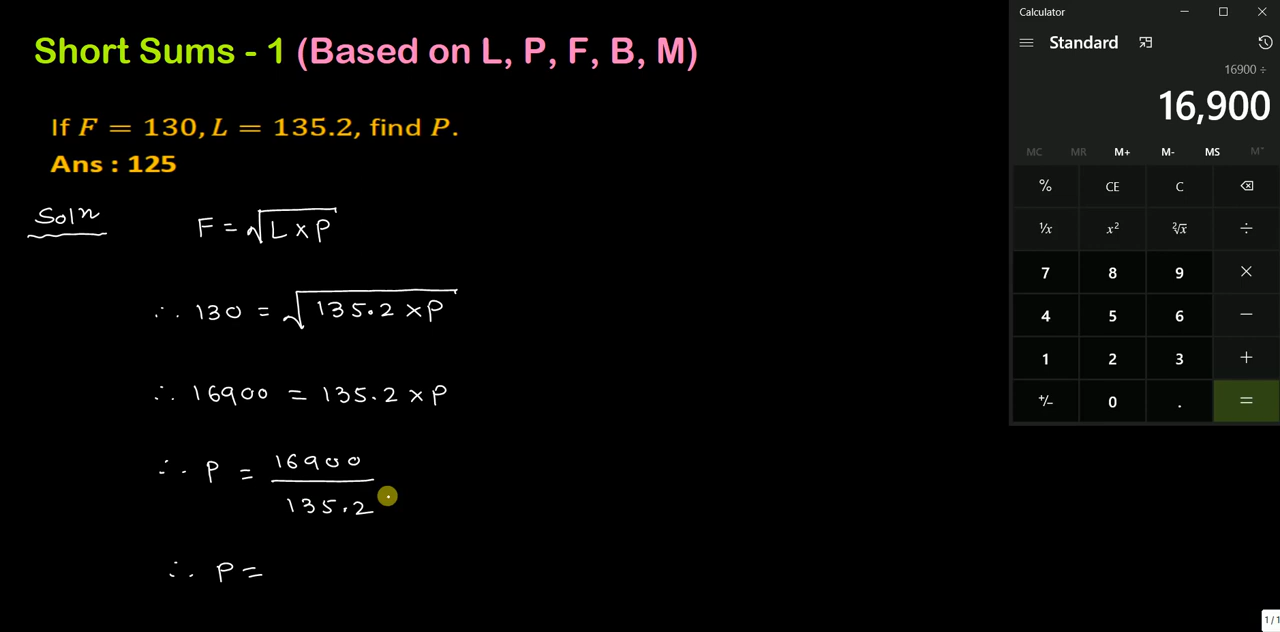 Short Sums - 1 (Based on L, P, F, B, M)
If F = 130, L = 135.2, find P.
Ans : 125
Soln
F = √L × P
∴ 130 = √135.2 × P
∴ 16900 = 135.2 × P
∴ P = 16900 / 135.2
∴ P =
Calculator
Standard
16900 ÷
16,900
MC MR M+ M- MS M˅
% CE C
¹/x x² ²√x ÷
7 8 9 ×
4 5 6 −
1 2 3 +
+/− 0 . =
1/1